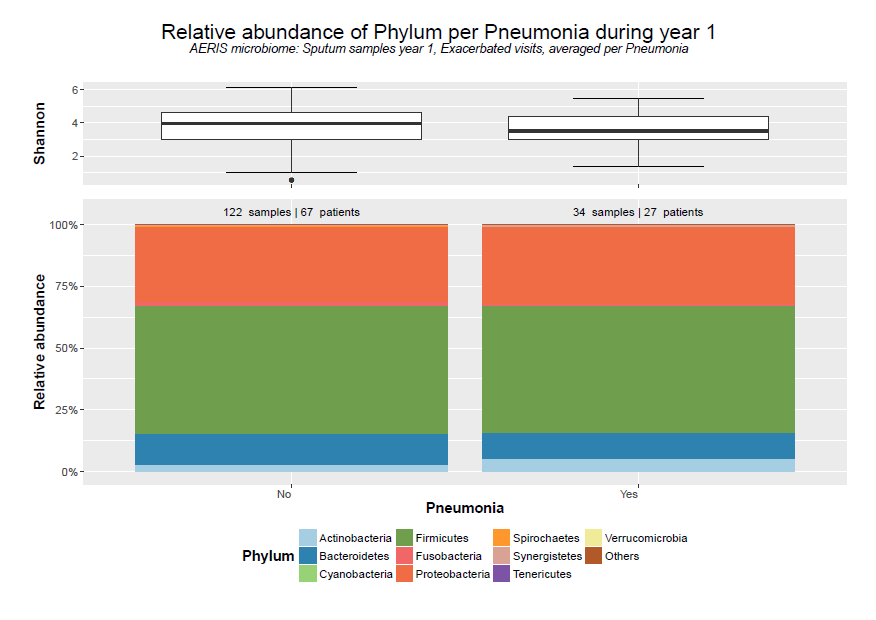 Relative abundance of Phylum per Pneumonia during year 1
AERIS microbiome: Sputum samples year 1, Exacerbated visits, averaged per Pneumonia
Shannon
6
4
2
122 samples | 67 patients
34 samples | 27 patients
Relative abundance
100%
75%
50%
25%
0%
No
Yes
Pneumonia
Phylum
Actinobacteria
Bacteroidetes
Cyanobacteria
Firmicutes
Fusobacteria
Proteobacteria
Spirochaetes
Synergistetes
Tenericutes
Verrucomicrobia
Others